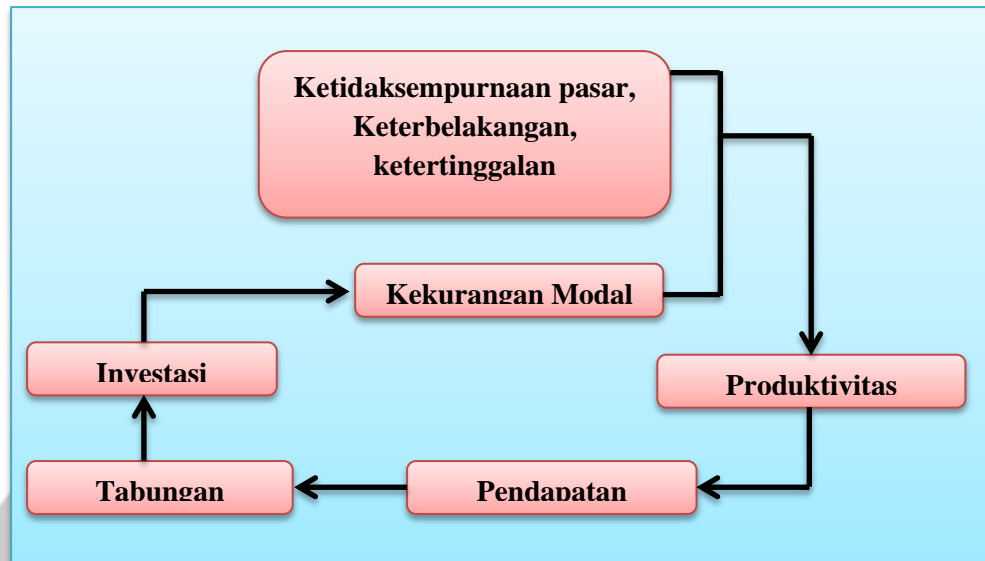 Ketidaksempurnaan pasar,
Keterbelakangan,
ketertinggalan
Kekurangan Modal
Investasi
Produktivitas
Tabungan
Pendapatan